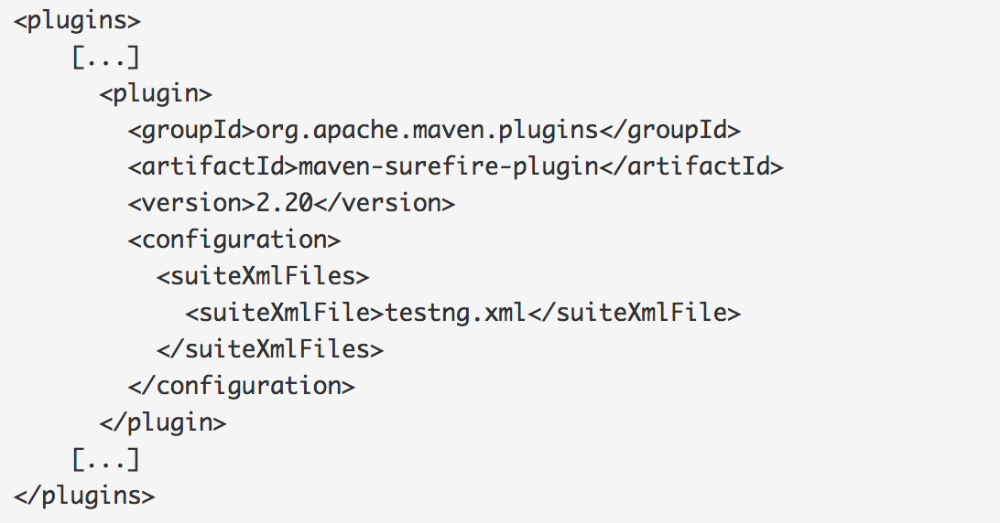 <plugins>
    [...]
      <plugin>
        <groupId>org.apache.maven.plugins</groupId>
        <artifactId>maven-surefire-plugin</artifactId>
        <version>2.20</version>
        <configuration>
          <suiteXmlFiles>
            <suiteXmlFile>testng.xml</suiteXmlFile>
          </suiteXmlFiles>
        </configuration>
      </plugin>
    [...]
</plugins>